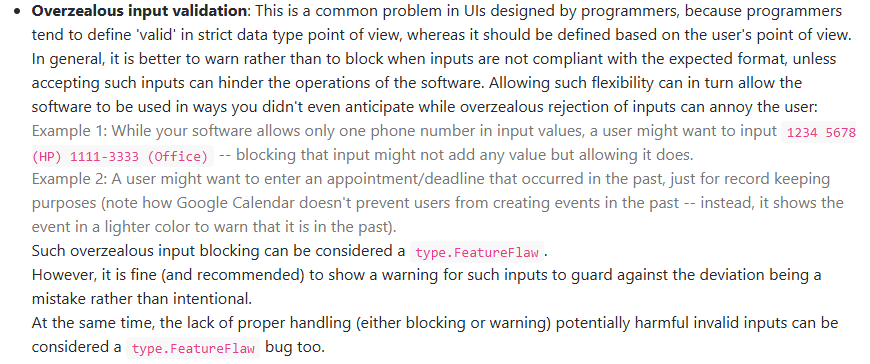 • Overzealous input validation: This is a common problem in UIs designed by programmers, because programmers
tend to define 'valid' in strict data type point of view, whereas it should be defined based on the user's point of view.
In general, it is better to warn rather than to block when inputs are not compliant with the expected format, unless
accepting such inputs can hinder the operations of the software. Allowing such flexibility can in turn allow the
software to be used in ways you didn't even anticipate while overzealous rejection of inputs can annoy the user:
Example 1: While your software allows only one phone number in input values, a user might want to input 1234 5678
(HP) 1111-3333 (Office) -- blocking that input might not add any value but allowing it does.
Example 2: A user might want to enter an appointment/deadline that occurred in the past, just for record keeping
purposes (note how Google Calendar doesn't prevent users from creating events in the past -- instead, it shows the
event in a lighter color to warn that it is in the past).
Such overzealous input blocking can be considered a type.FeatureFlaw.
However, it is fine (and recommended) to show a warning for such inputs to guard against the deviation being a
mistake rather than intentional.
At the same time, the lack of proper handling (either blocking or warning) potentially harmful invalid inputs can be
considered a type.FeatureFlaw bug too.